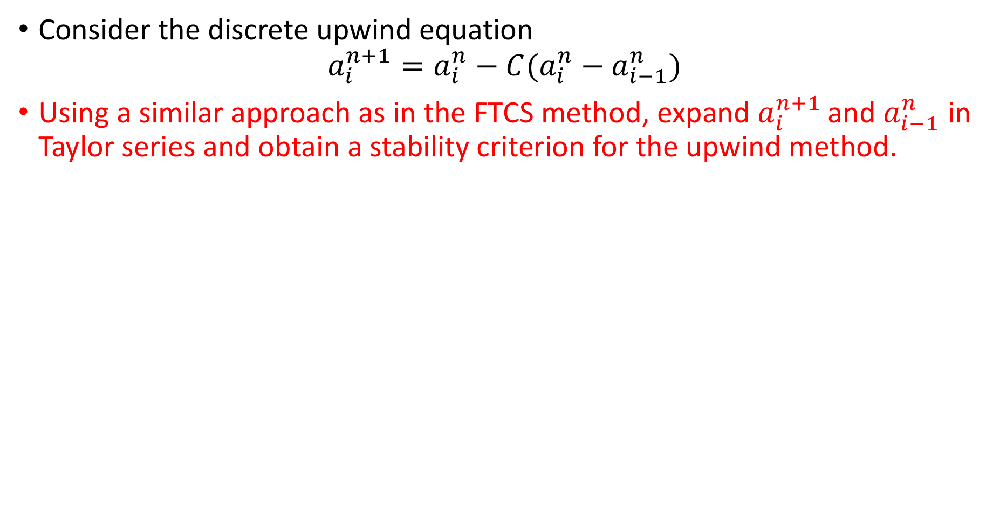 • Consider the discrete upwind equation
$a_i^{n+1} = a_i^n - C(a_i^n - a_{i-1}^n)$
• Using a similar approach as in the FTCS method, expand $a_i^{n+1}$ and $a_{i-1}^n$ in
Taylor series and obtain a stability criterion for the upwind method.